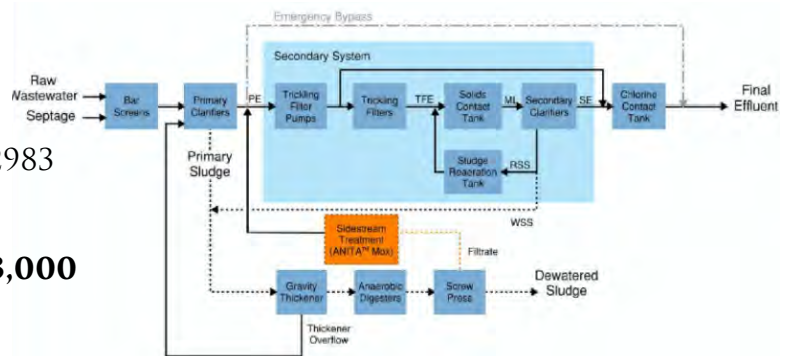 Emergency Bypass
Secondary System
Raw
Wastewater
Septage
Bar
Screens
Primary
Clarifiers
PE
Trickling
Filter
Pumps
Trickling
Filters
TFE
Solids
Contact
Tank
ML
Secondary
Clarifiers
SE
Chlorine
Contact
Tank
Final
Effluent
2983
Primary
Sludge
Sludge
Reaeration
Tank
RSS
WSS
Sidestream
Treatment
(ANITA™ Mox)
Filtrate
3,000
Gravity
Thickener
Anaerobic
Digesters
Screw
Press
Dewatered
Sludge
Thickener
Overflow